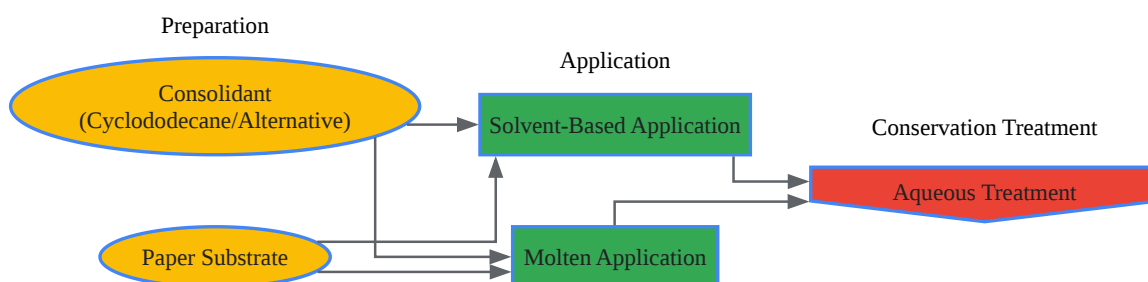 Preparation
Consolidant
(Cyclododecane/Alternative)
Paper Substrate
Application
Solvent-Based Application
Molten Application
Conservation Treatment
Aqueous Treatment